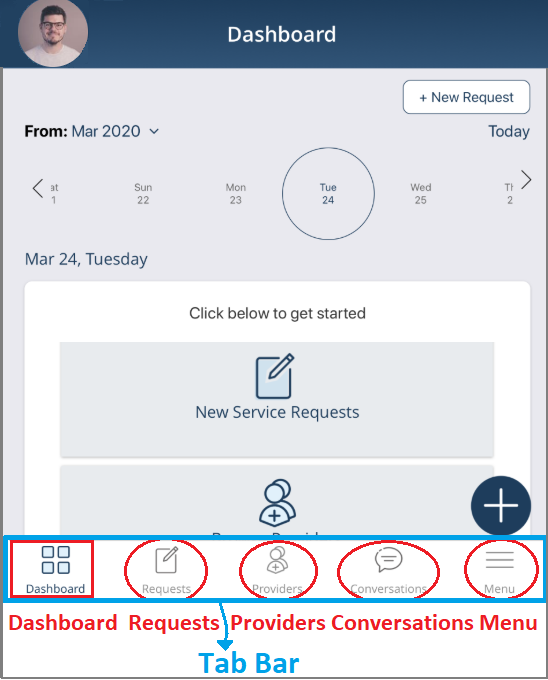 Dashboard
+ New Request
From: Mar 2020
Today
Sun Mon Tue Wed
22 23 24 25
Mar 24, Tuesday
Click below to get started
New Service Requests
Dashboard Requests Providers Conversations Menu
Dashboard Requests Providers Conversations Menu
Tab Bar